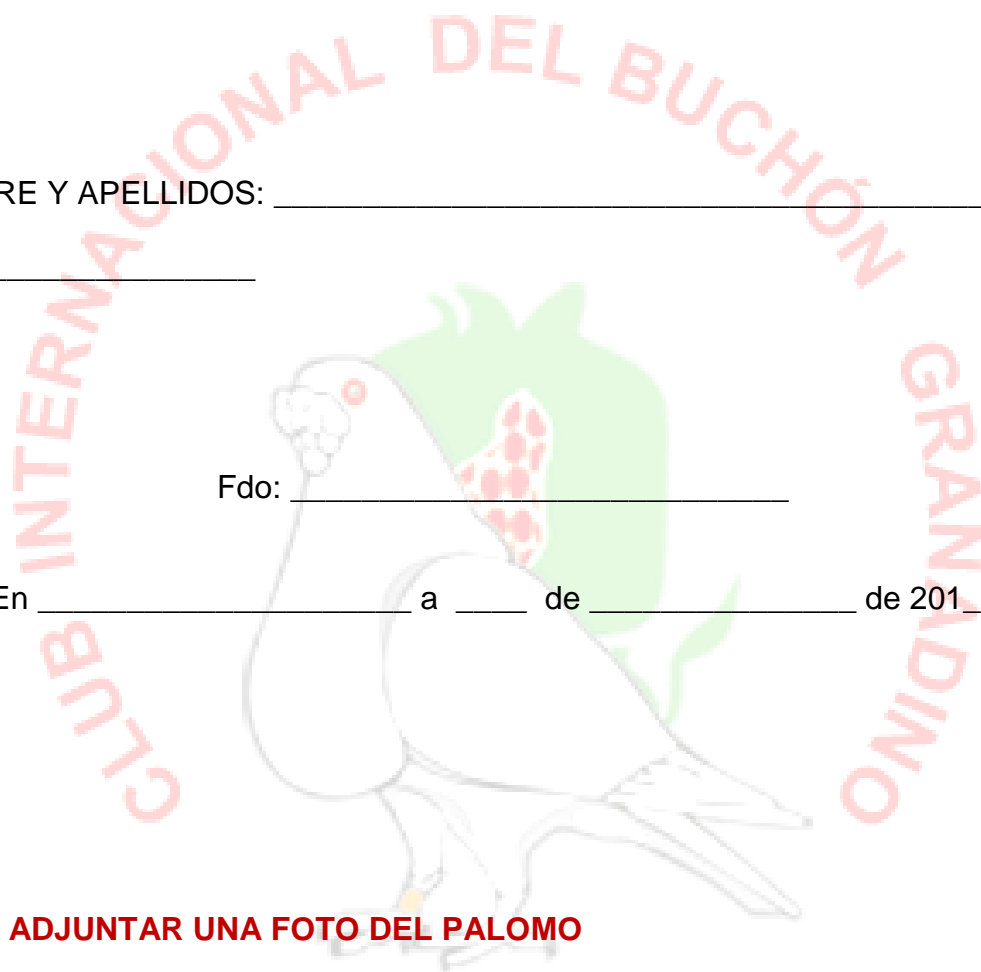 CLUB INTERNACIONAL DEL BUCHÓN GRANADINO
RE Y APELLIDOS: ________________________________________
_______________
Fdo: ____________________________
En _____________________ a ____ de _______________ de 201_
ADJUNTAR UNA FOTO DEL PALOMO